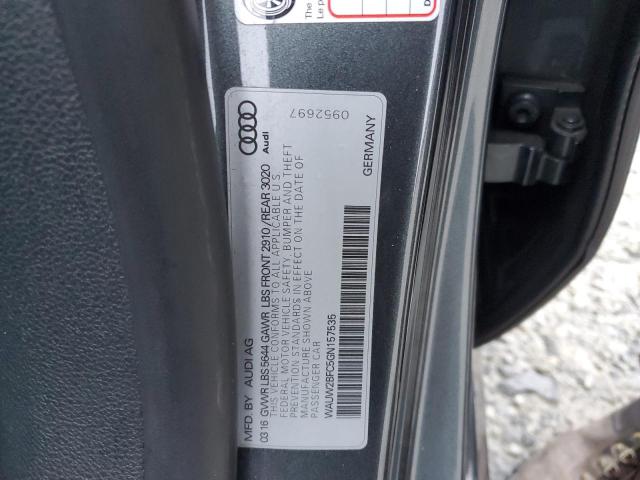 Audi
0952697
GERMANY
MFD. BY AUDI AG
03 16 GVWR LBS 5644 GAWR LBS FRONT 2910/REAR 3020
THIS VEHICLE CONFORMS TO ALL APPLICABLE U S
FEDERAL MOTOR VEHICLE SAFETY, BUMPER AND THEFT
PREVENTION STANDARDS IN EFFECT ON THE DATE OF
MANUFACTURE SHOWN ABOVE
PASSENGER CAR
WAUW2BFC5GN157535
The
Le p